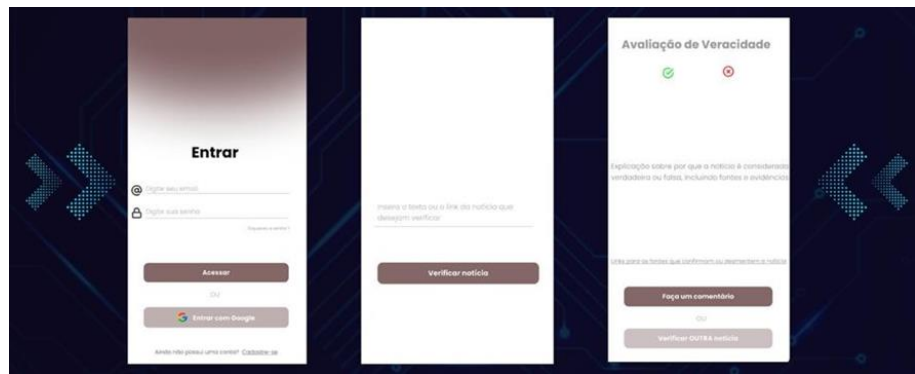 Entrar
@ Digite seu email
Digite sua senha
Esqueceu a senha ?
Acessar
OU
Entrar com Google
Ainda não possui uma conta? Cadastre-se
Insira o texto ou o link da notícia que
desejam verificar
Verificar notícia
Avaliação de Veracidade
Explicação sobre por que a notícia é considerada
verdadeira ou falsa, incluindo fontes e evidências
Links para as fontes que confirmam ou desmentem a notícia
Faça um comentário
OU
Verificar OUTRA notícia